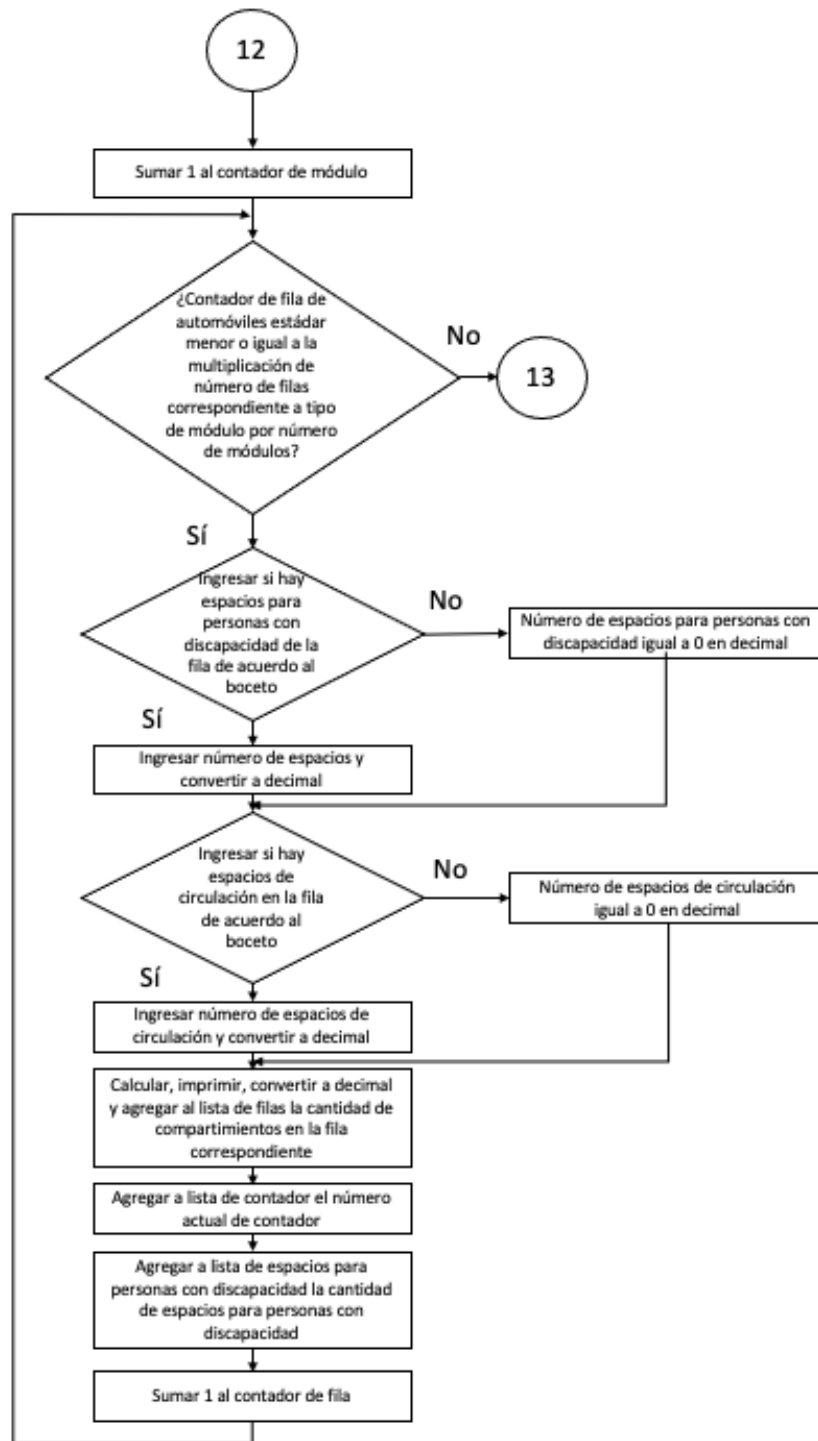 12
Sumar 1 al contador de módulo
¿Contador de fila de
automóviles estádar
menor o igual a la
multiplicación de
número de filas
correspondiente a tipo
de módulo por número
de módulos?
No
13
Sí
Ingresar si hay
espacios para
personas con
discapacidad de la
fila de acuerdo al
boceto
No
Número de espacios para personas con
discapacidad igual a 0 en decimal
Sí
Ingresar número de espacios y
convertir a decimal
Ingresar si hay
espacios de
circulación en la fila
de acuerdo al
boceto
No
Número de espacios de circulación
igual a 0 en decimal
Sí
Ingresar número de espacios de
circulación y convertir a decimal
Calcular, imprimir, convertir a decimal
y agregar al lista de filas la cantidad de
compartimientos en la fila
correspondiente
Agregar a lista de contador el número
actual de contador
Agregar a lista de espacios para
personas con discapacidad la cantidad
de espacios para personas con
discapacidad
Sumar 1 al contador de fila